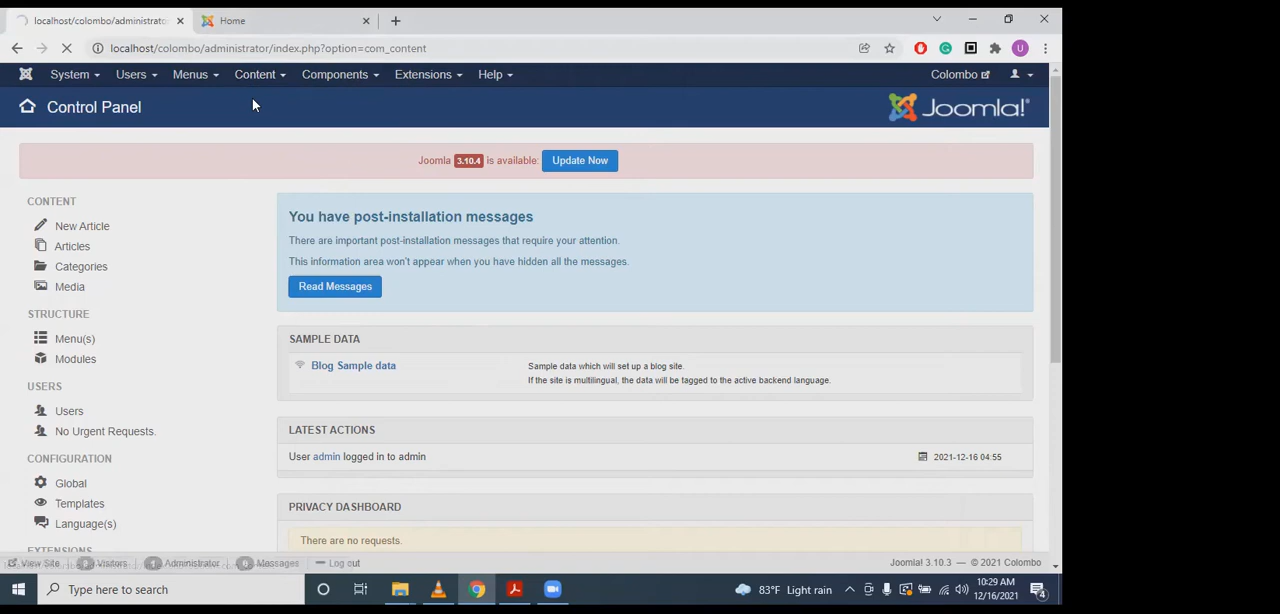 localhost/colombo/administrator
Home
localhost/colombo/administrator/index.php?option=com_content
U
System
Users
Menus
Content
Components
Extensions
Help
Colombo
Control Panel
Joomla!®
Joomla 3.10.4 is available: Update Now
CONTENT
New Article
Articles
Categories
Media
STRUCTURE
Menu(s)
Modules
USERS
Users
No Urgent Requests.
CONFIGURATION
Global
Templates
Language(s)
EXTENSIONS
You have post-installation messages
There are important post-installation messages that require your attention.
This information area won't appear when you have hidden all the messages.
Read Messages
SAMPLE DATA
Blog Sample data
Sample data which will set up a blog site.
If the site is multilingual, the data will be tagged to the active backend language.
LATEST ACTIONS
User admin logged in to admin
2021-12-16 04:55
PRIVACY DASHBOARD
There are no requests.
View Site
Visitors
1 Administrator
Messages
Log out
Joomla! 3.10.3 — © 2021 Colombo
Type here to search
83°F Light rain
10:29 AM
12/16/2021
4